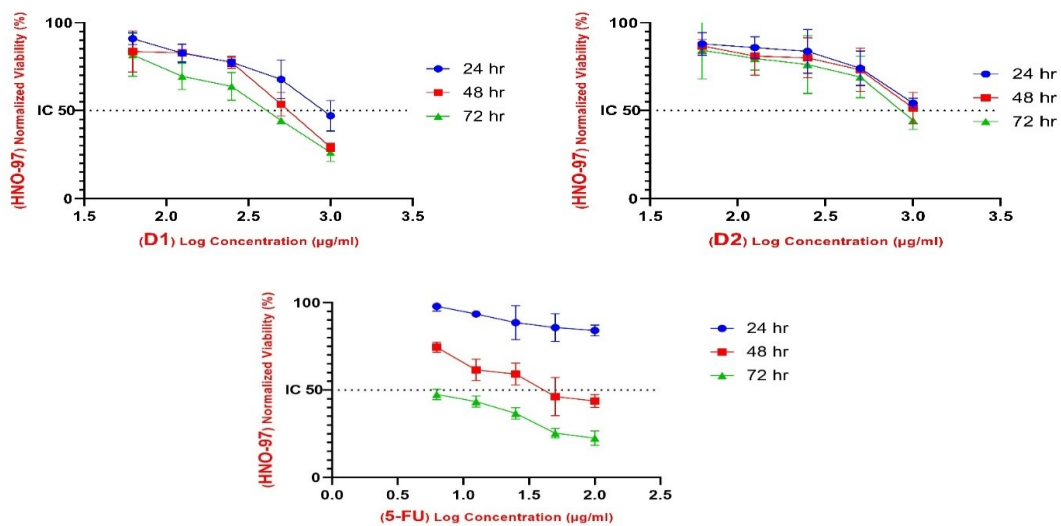 (HNO-97) Normalized Viability (%)
100
IC 50
0
1.5 2.0 2.5 3.0 3.5
(D1) Log Concentration (µg/ml)
24 hr
48 hr
72 hr
(HNO-97) Normalized Viability (%)
100
IC 50
0
1.5 2.0 2.5 3.0 3.5
(D2) Log Concentration (µg/ml)
24 hr
48 hr
72 hr
(HNO-97) Normalized Viability (%)
100
IC 50
0
0.0 0.5 1.0 1.5 2.0 2.5
(5-FU) Log Concentration (µg/ml)
24 hr
48 hr
72 hr